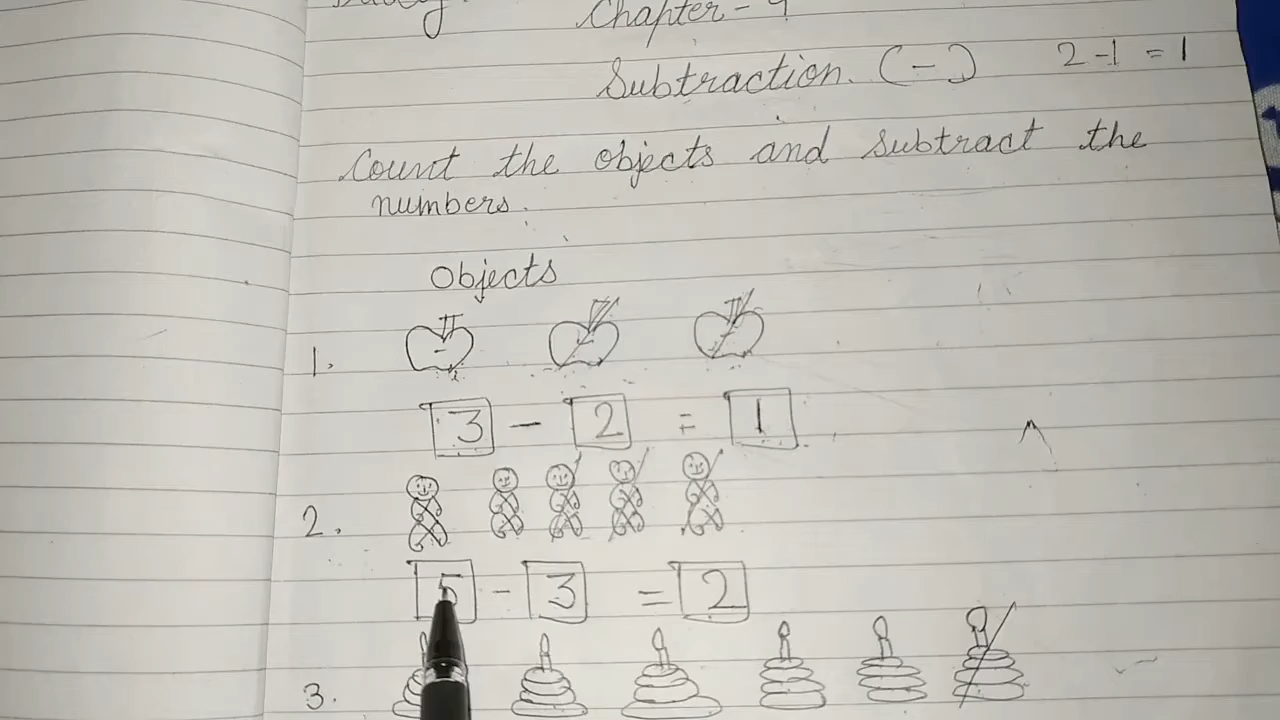 Chapter - 9
Subtraction. (-) 2 - 1 = 1
Count the objects and subtract the
numbers.
Objects
1.
3 - 2 = 1
2.
5 - 3 = 2
3.